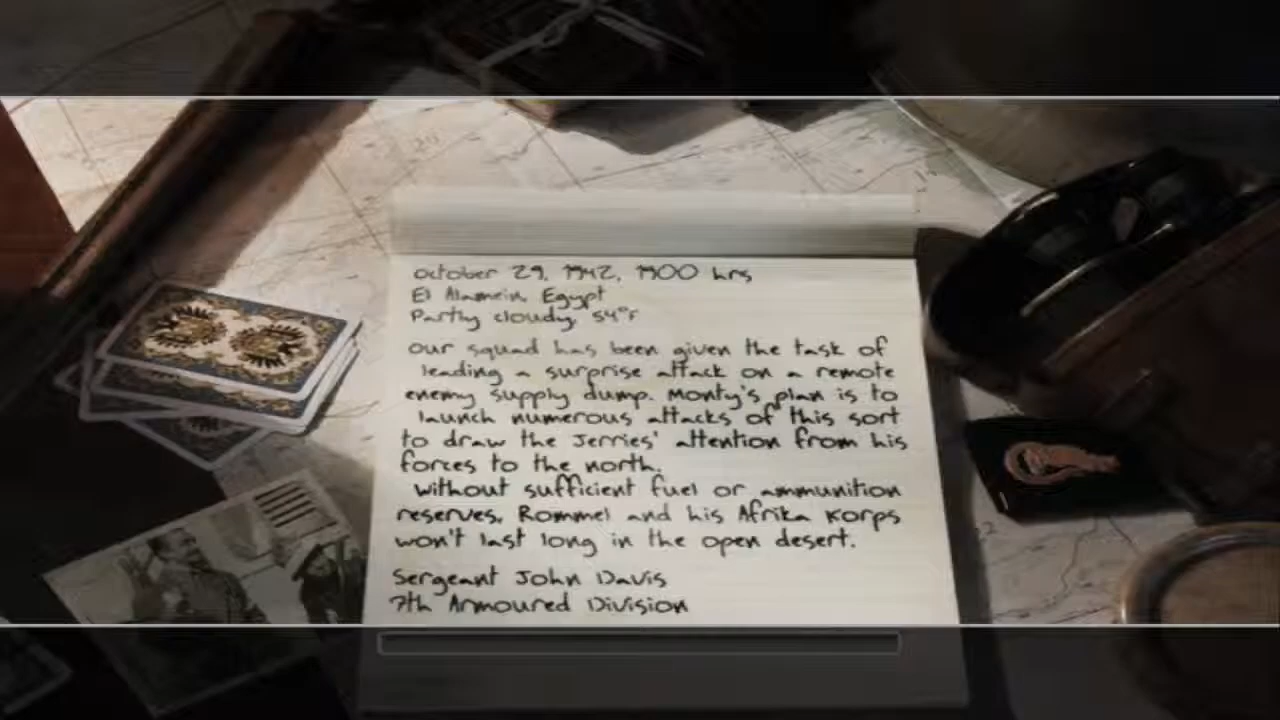 October 29, 1942, 1900 hrs
El Alamein, Egypt
Partly cloudy, 54°F
Our squad has been given the task of
leading a surprise attack on a remote
enemy supply dump. Monty's plan is to
launch numerous attacks of this sort
to draw the Jerries' attention from his
forces to the north.
Without sufficient fuel or ammunition
reserves, Rommel and his Afrika Korps
won't last long in the open desert.
Sergeant John Davis
7th Armoured Division